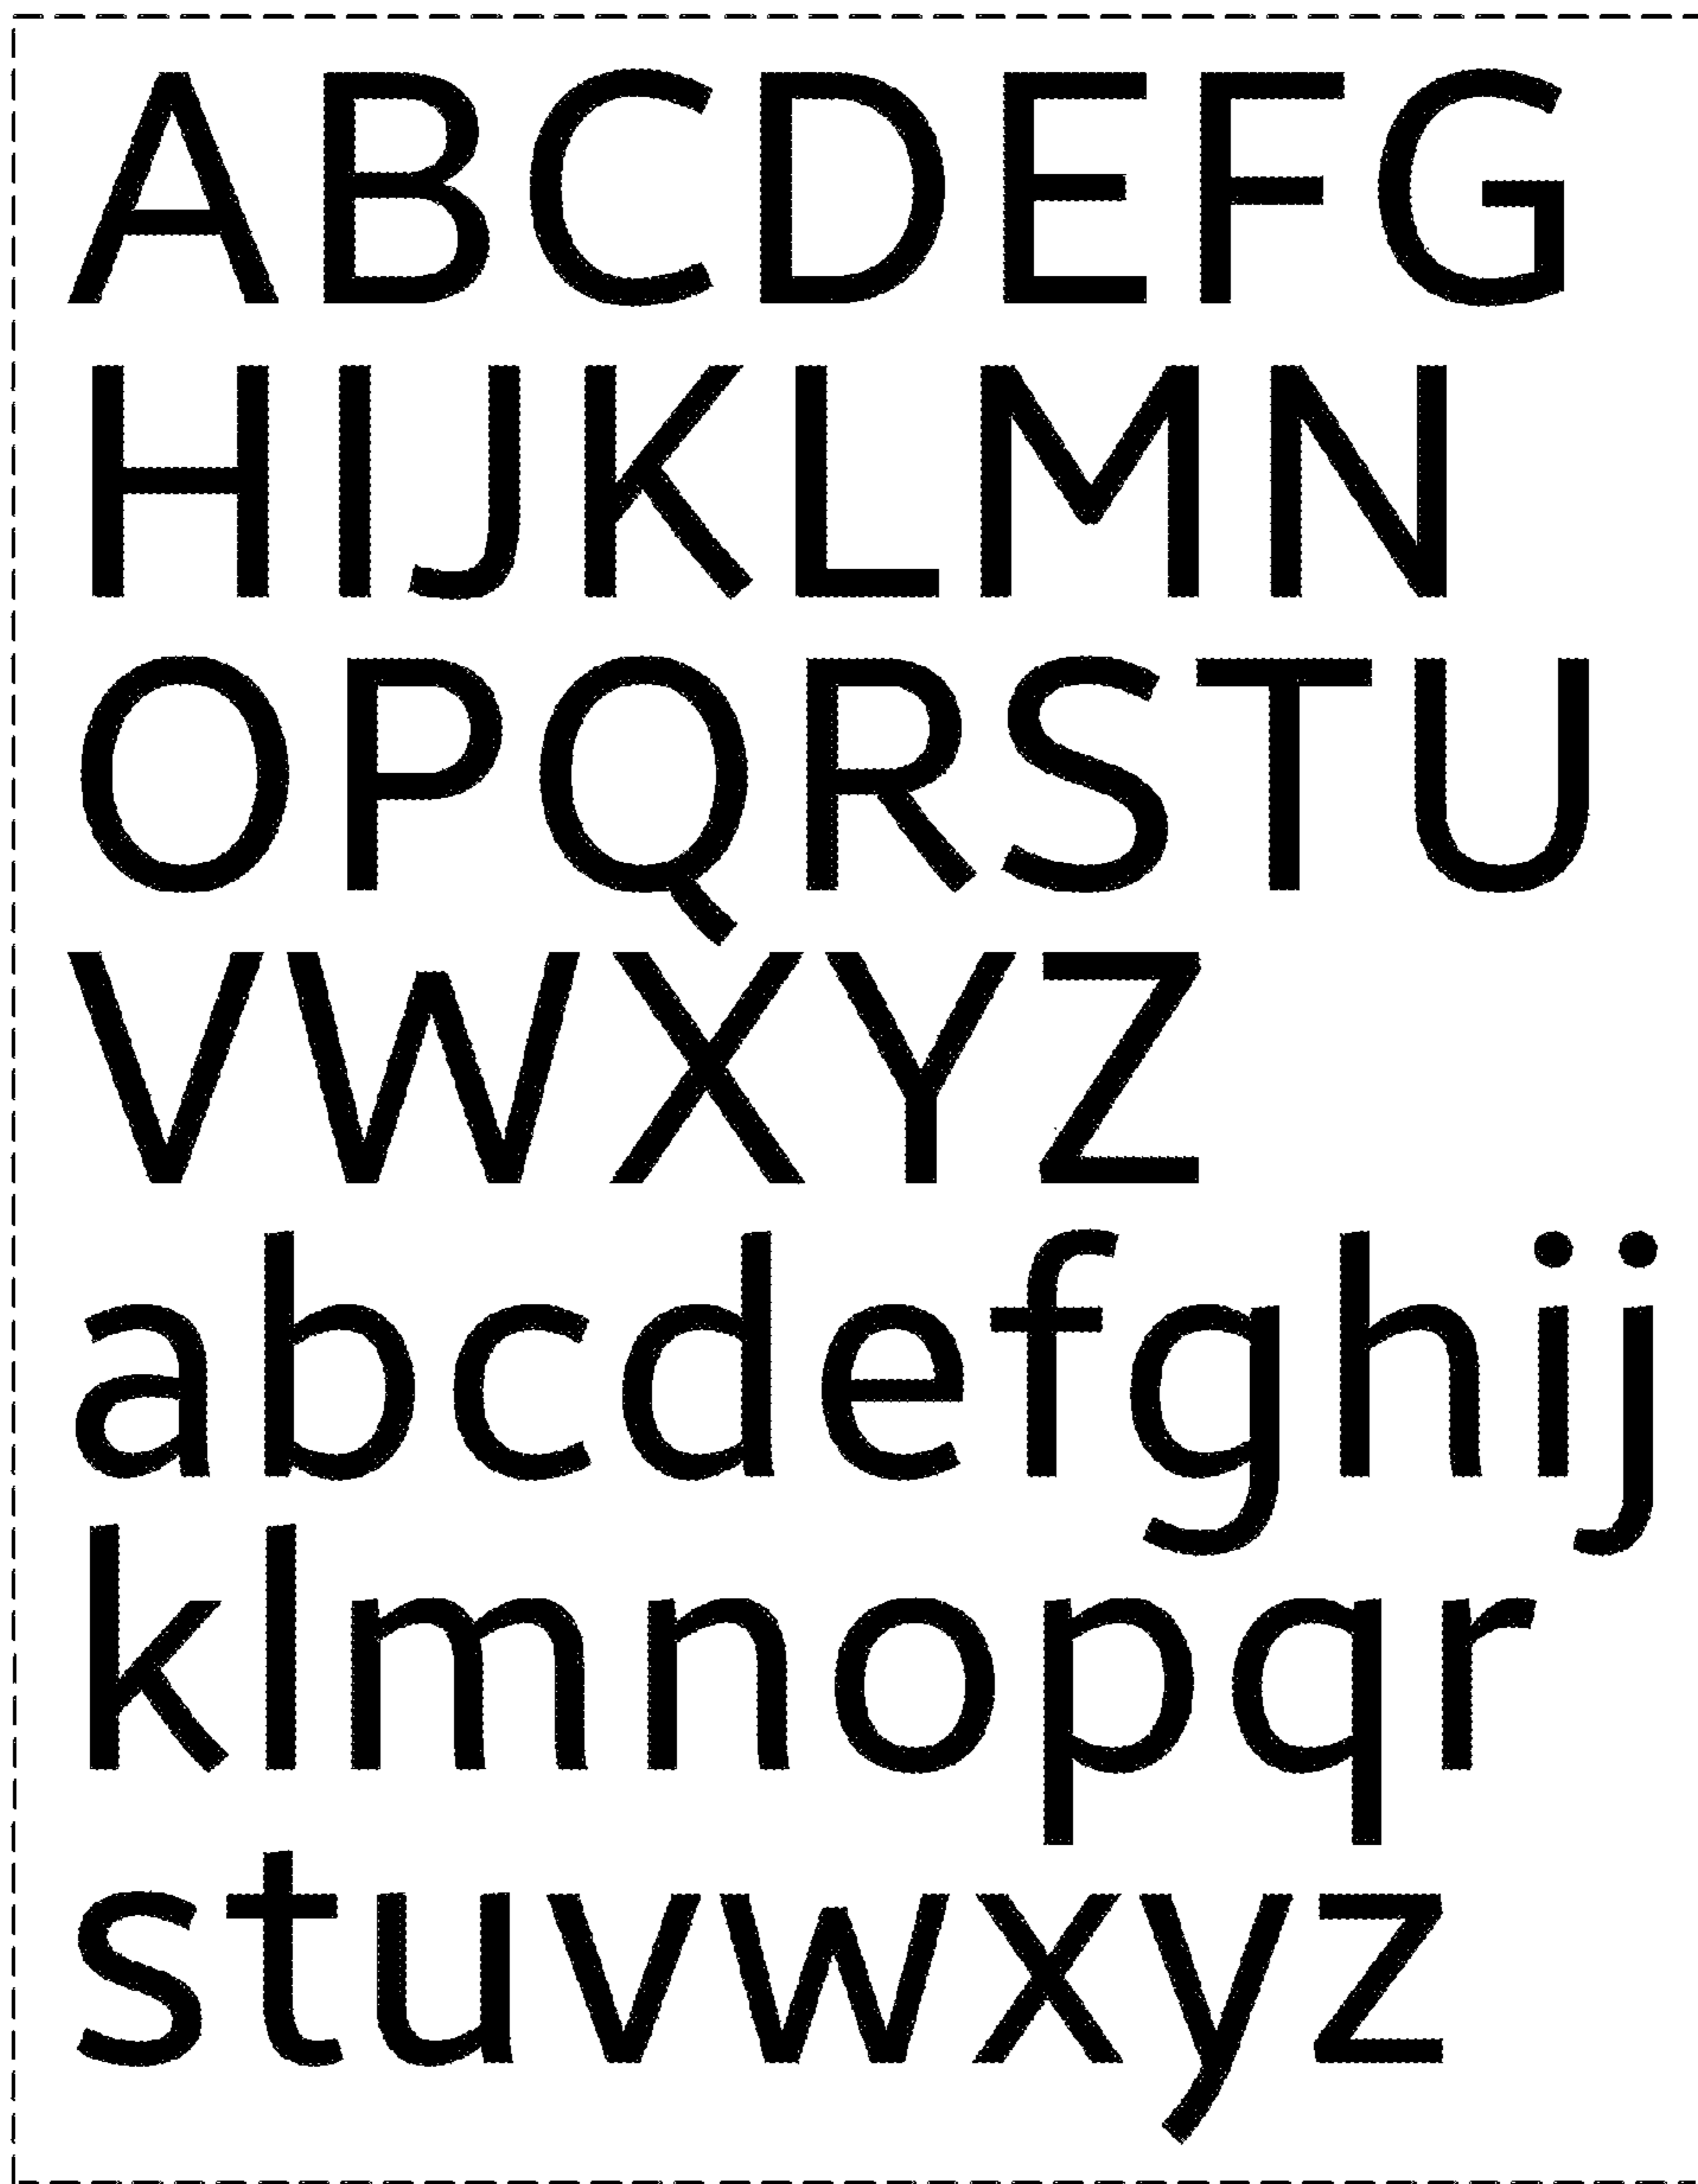 ABCDEFG
HIJKLMN
OPQRSTU
VWXYZ
abcdefghij
klmnopqr
stuvwxyz